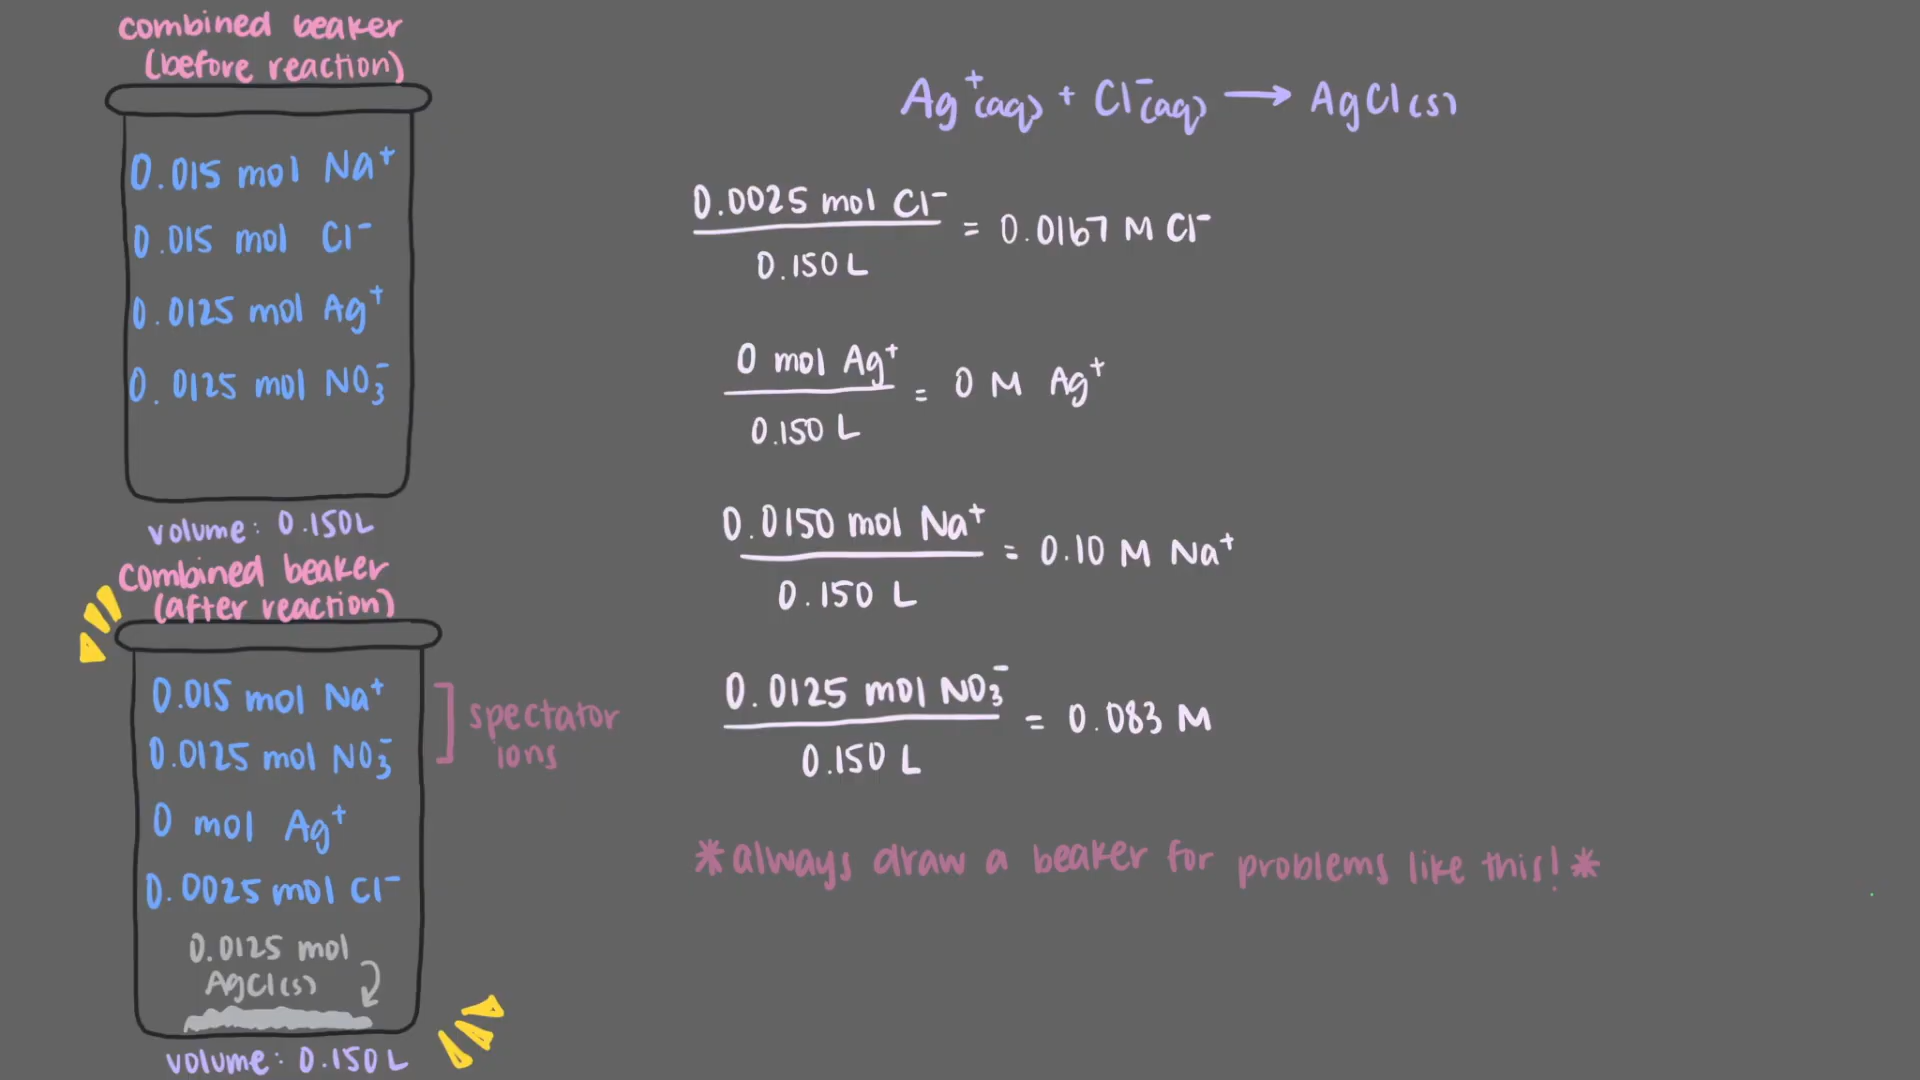 combined beaker
(before reaction)
0.015 mol Na⁺
0.015 mol Cl⁻
0.0125 mol Ag⁺
0.0125 mol NO₃⁻
volume: 0.150L
combined beaker
(after reaction)
0.015 mol Na⁺
0.0125 mol NO₃⁻
spectator
ions
0 mol Ag⁺
0.0025 mol Cl⁻
0.0125 mol
AgCl(s)
volume: 0.150L
Ag⁺(aq) + Cl⁻(aq) → AgCl(s)
0.0025 mol Cl⁻
0.150L
= 0.0167 M Cl⁻
0 mol Ag⁺
0.150 L
= 0 M Ag⁺
0.0150 mol Na⁺
0.150 L
= 0.10 M Na⁺
0.0125 mol NO₃⁻
0.150 L
= 0.083 M
*always draw a beaker for problems like this!*